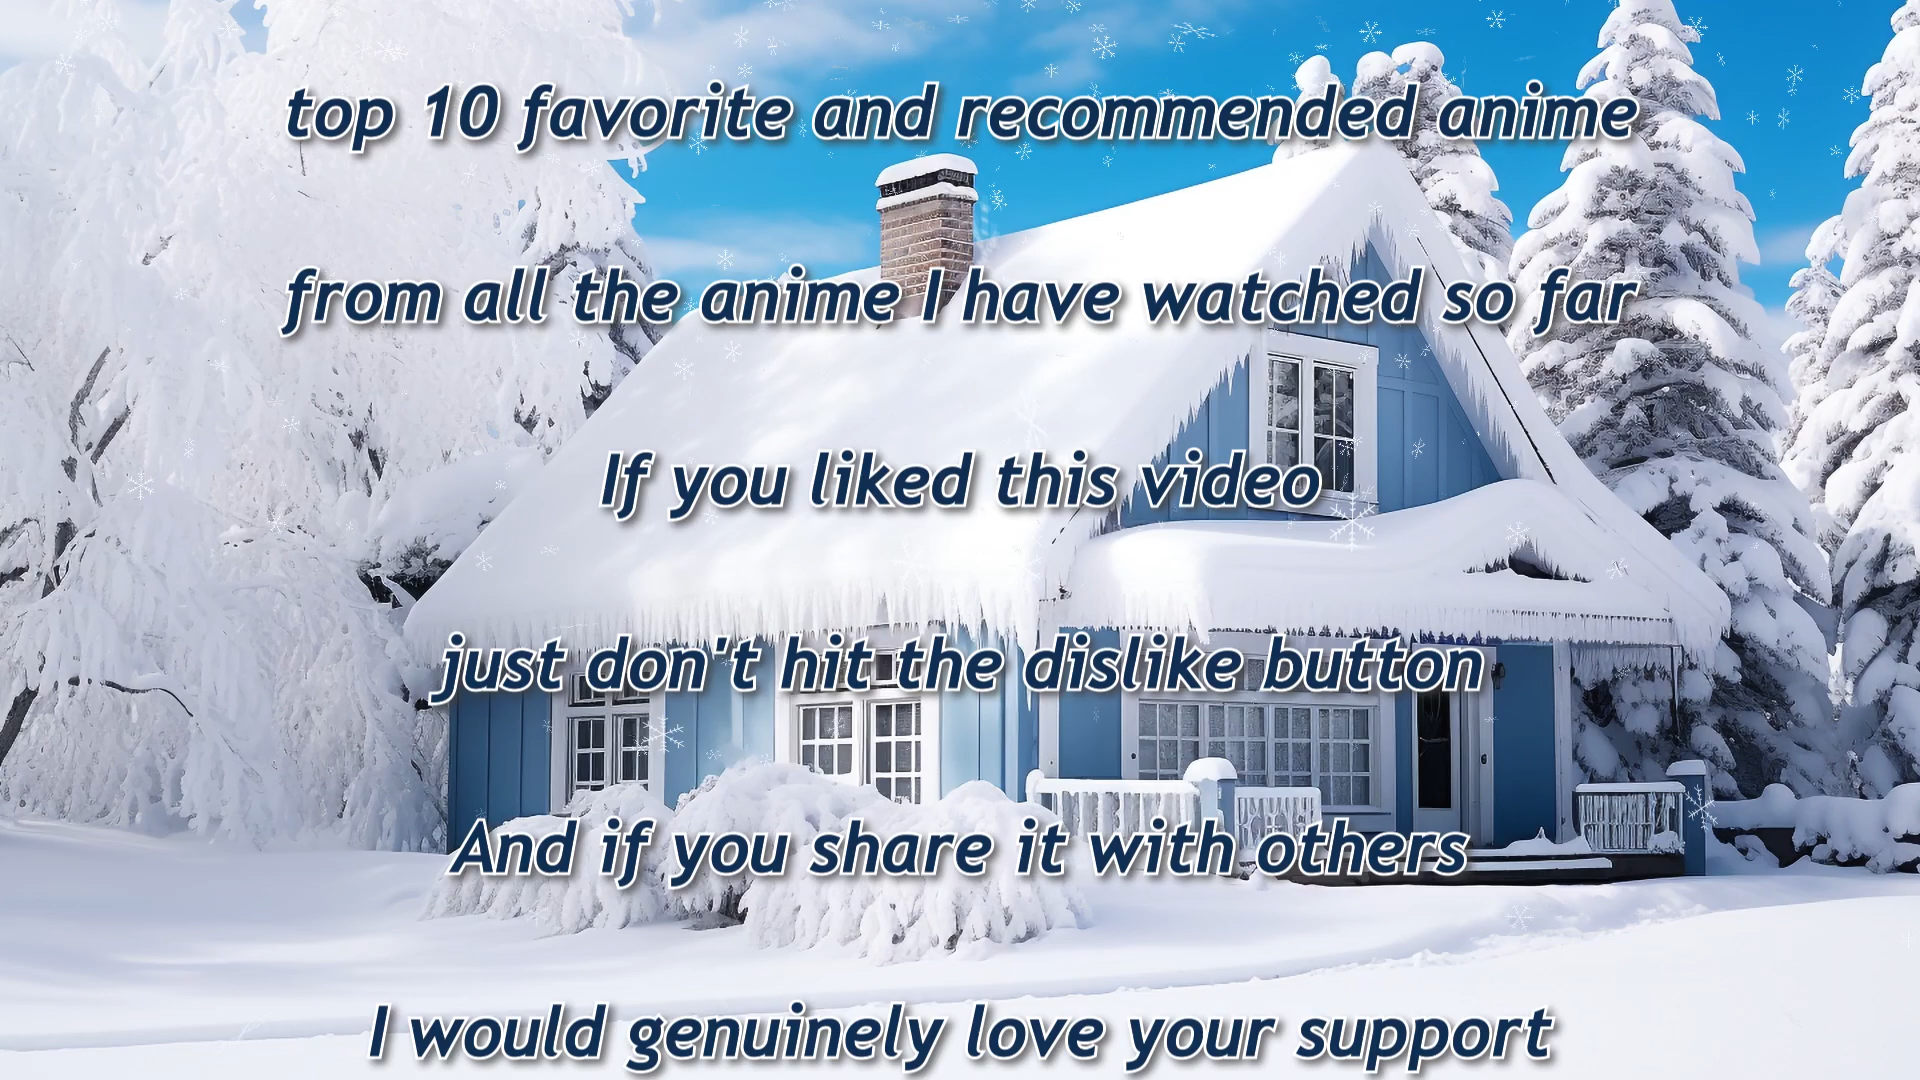 top 10 favorite and recommended anime
from all the anime I have watched so far
If you liked this video
just don't hit the dislike button
And if you share it with others
I would genuinely love your support